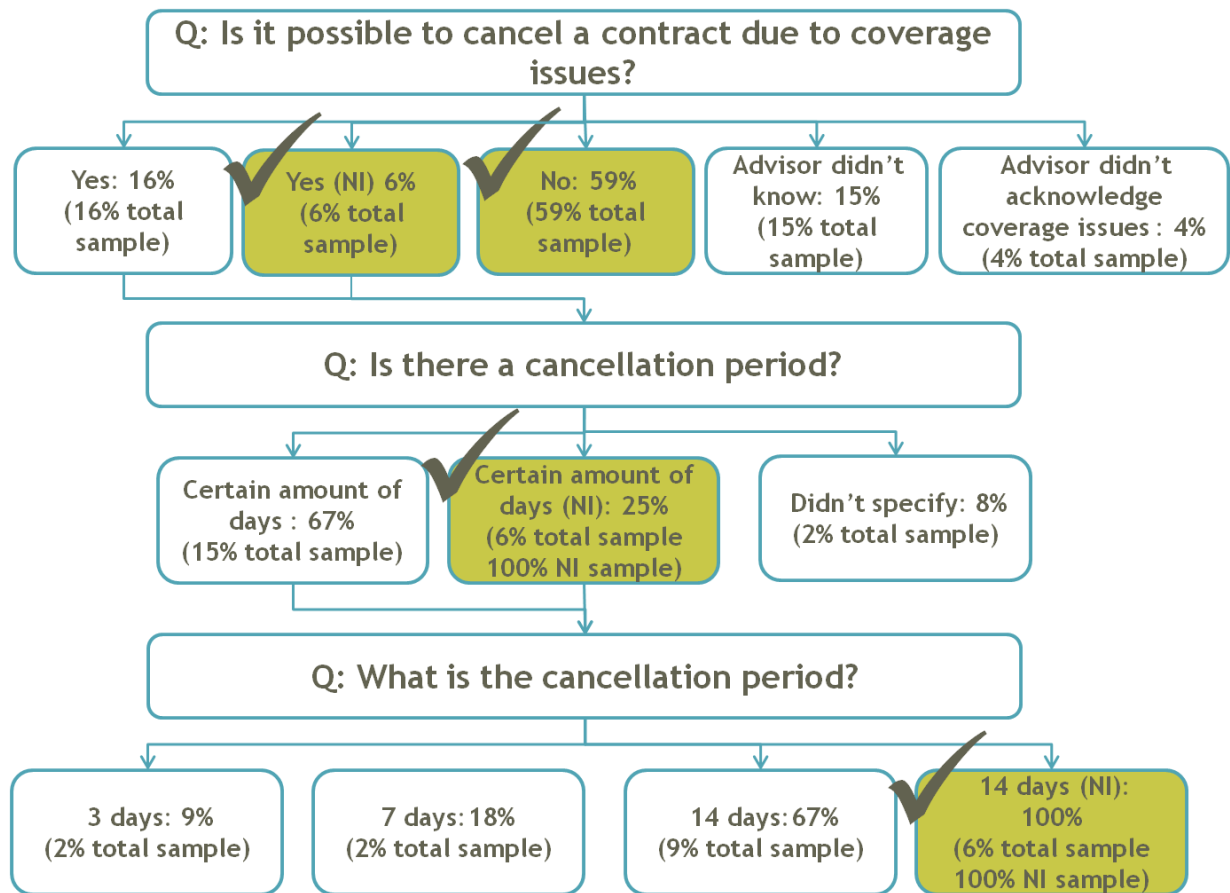 Q: Is it possible to cancel a contract due to coverage
issues?
Yes: 16%
(16% total
sample)
Yes (NI) 6%
(6% total
sample)
No: 59%
(59% total
sample)
Advisor didn't
know: 15%
(15% total
sample)
Advisor didn't
acknowledge
coverage issues : 4%
(4% total sample)
Q: Is there a cancellation period?
Certain amount of
days : 67%
(15% total sample)
Certain amount of
days (NI): 25%
(6% total sample
100% NI sample)
Didn't specify: 8%
(2% total sample)
Q: What is the cancellation period?
3 days: 9%
(2% total sample)
7 days: 18%
(2% total sample)
14 days: 67%
(9% total sample)
14 days (NI):
100%
(6% total sample
100% NI sample)